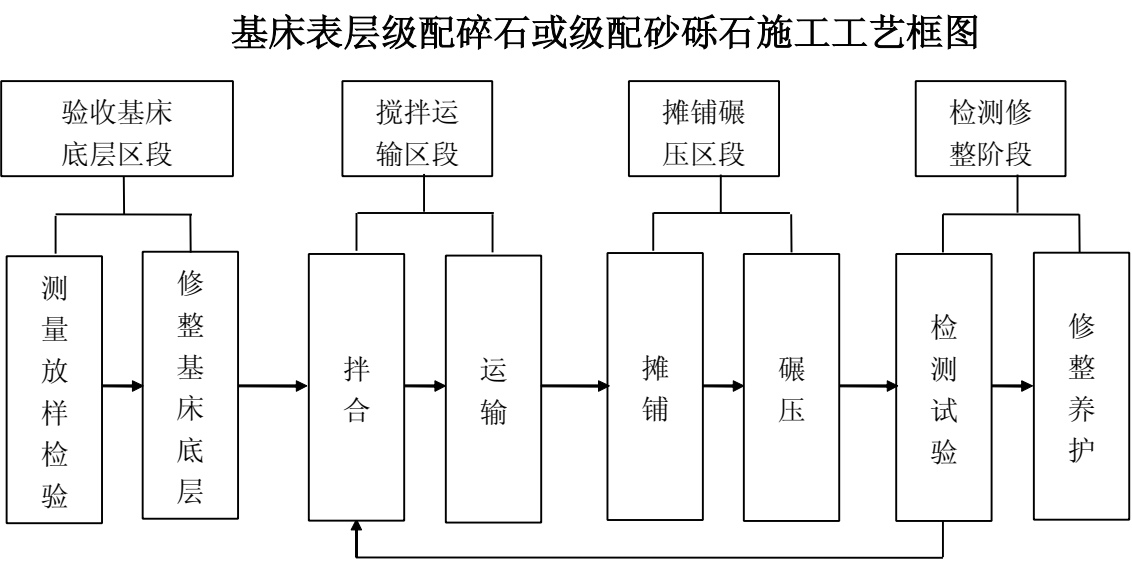 基床表层级配碎石或级配砂砾石施工工艺框图
验收基床
底层区段
搅拌运
输区段
摊铺碾
压区段
检测修
整阶段
测量放样检验
修整基床底层
拌合
运输
摊铺
碾压
检测试验
修整养护